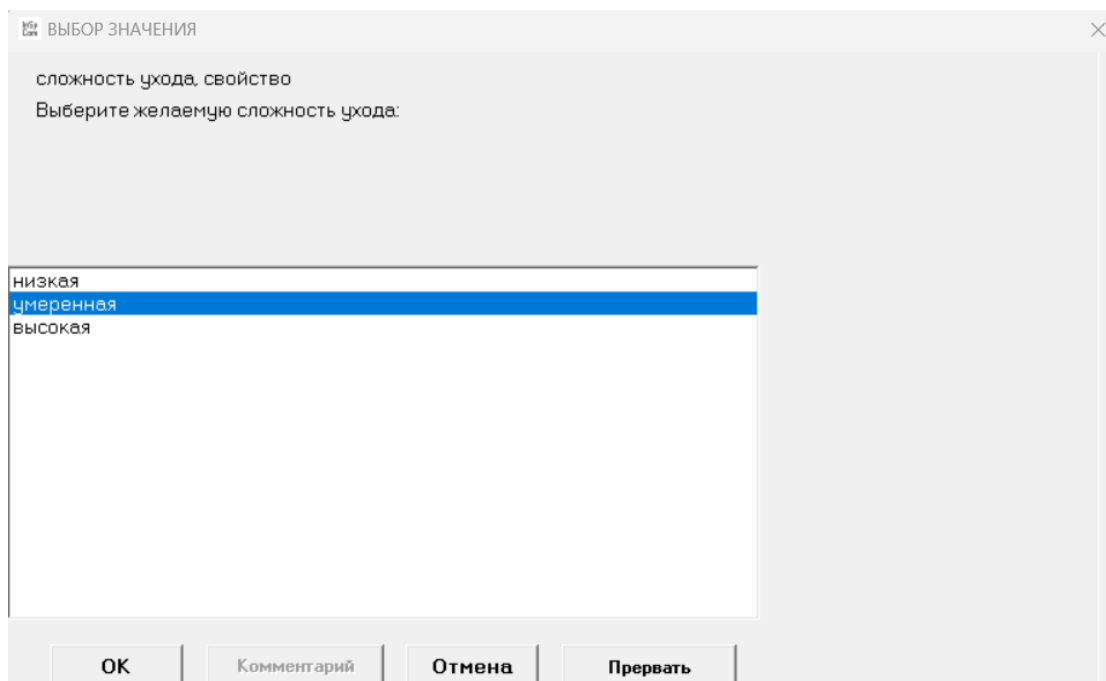 ВЫБОР ЗНАЧЕНИЯ
сложность ухода, свойство
Выберите желаемую сложность ухода:
низкая
умеренная
высокая
OK
Комментарий
Отмена
Прервать